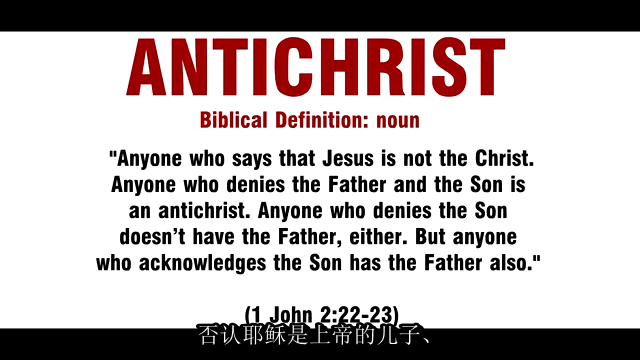 ANTICHRIST
Biblical Definition: noun
"Anyone who says that Jesus is not the Christ.
Anyone who denies the Father and the Son is
an antichrist. Anyone who denies the Son
doesn't have the Father, either. But anyone
who acknowledges the Son has the Father also."
(1 John 2:22-23)
否认耶稣是上帝的儿子、